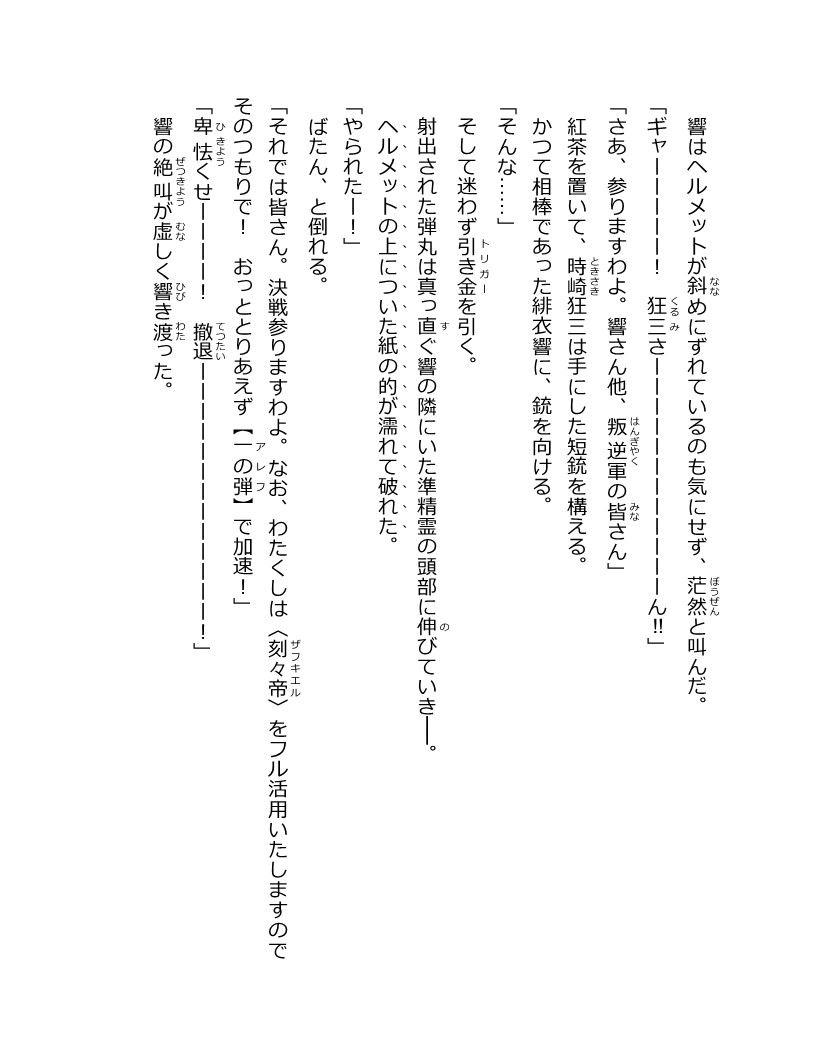 響はヘルメットが斜めにずれているのも気にせず、茫然と叫んだ。
「ギャーーーーー！　狂三さーーーーーーーーーーーーん!!」
「さあ、参りますわよ。響さん他、叛逆軍の皆さん」
紅茶を置いて、時崎狂三は手にした短銃を構える。
かつて相棒であった緋衣響に、銃を向ける。
「そんな……」
そして迷わず引き金を引く。
射出された弾丸は真っ直ぐ響の隣にいた準精霊の頭部に伸びていき──。
ヘルメットの上についた紙の的が濡れて破れた。
「やられたー！」
ばたん、と倒れる。
「それでは皆さん。決戦参りますわよ。なお、わたくしは〈刻々帝〉をフル活用いたしますので
そのつもりで！　おっととりあえず【一の弾】で加速！」
「卑怯くせーーーー！　撤退ーーーーーーーーーーーーー！」
響の絶叫が虚しく響き渡った。